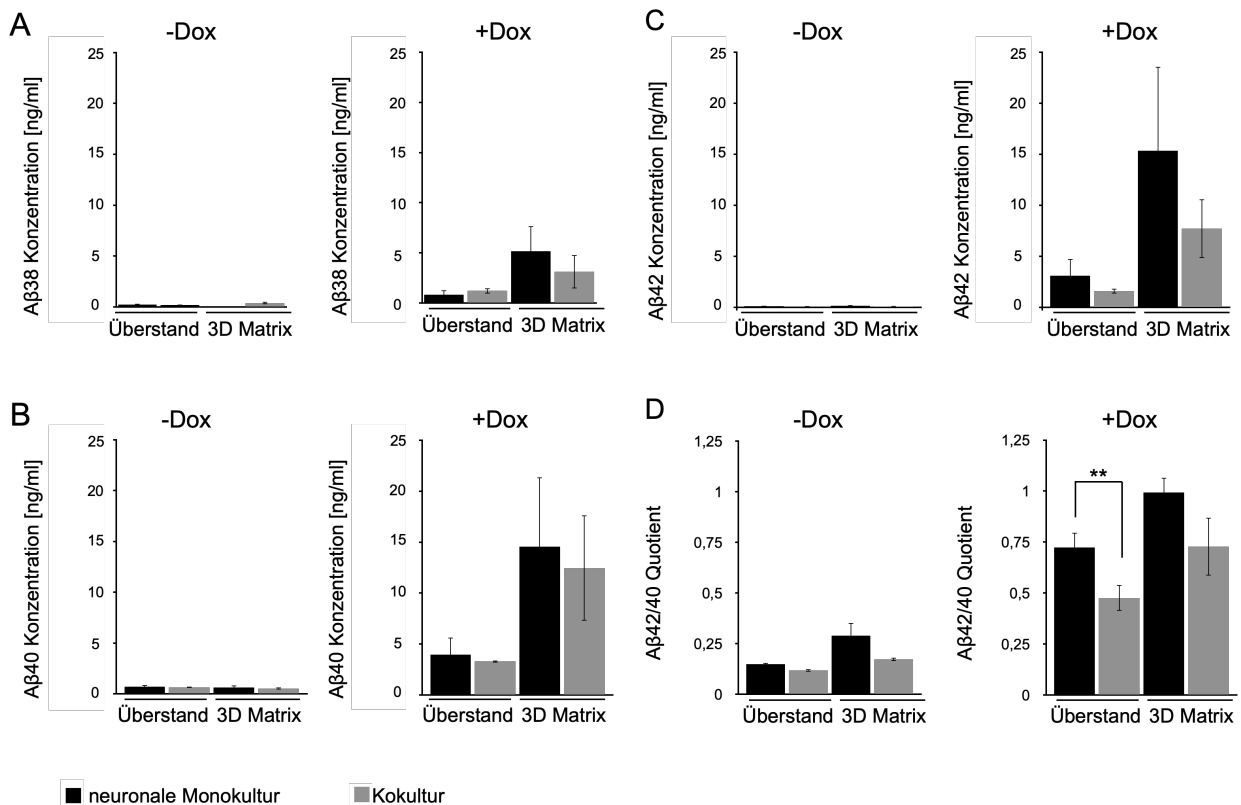 A
-Dox
Aβ38 Konzentration [ng/ml]
25
20
15
10
5
0
Überstand 3D Matrix
+Dox
Aβ38 Konzentration [ng/ml]
25
20
15
10
5
0
Überstand 3D Matrix
C
-Dox
Aβ42 Konzentration [ng/ml]
25
20
15
10
5
0
Überstand 3D Matrix
+Dox
Aβ42 Konzentration [ng/ml]
25
20
15
10
5
0
Überstand 3D Matrix
B
-Dox
Aβ40 Konzentration [ng/ml]
25
20
15
10
5
0
Überstand 3D Matrix
+Dox
Aβ40 Konzentration [ng/ml]
25
20
15
10
5
0
Überstand 3D Matrix
D
-Dox
Aβ42/40 Quotient
1,25
1
0,75
0,5
0,25
0
Überstand 3D Matrix
+Dox
Aβ42/40 Quotient
1,25
1
0,75
0,5
0,25
0
**
Überstand 3D Matrix
neuronale Monokultur
Kokultur